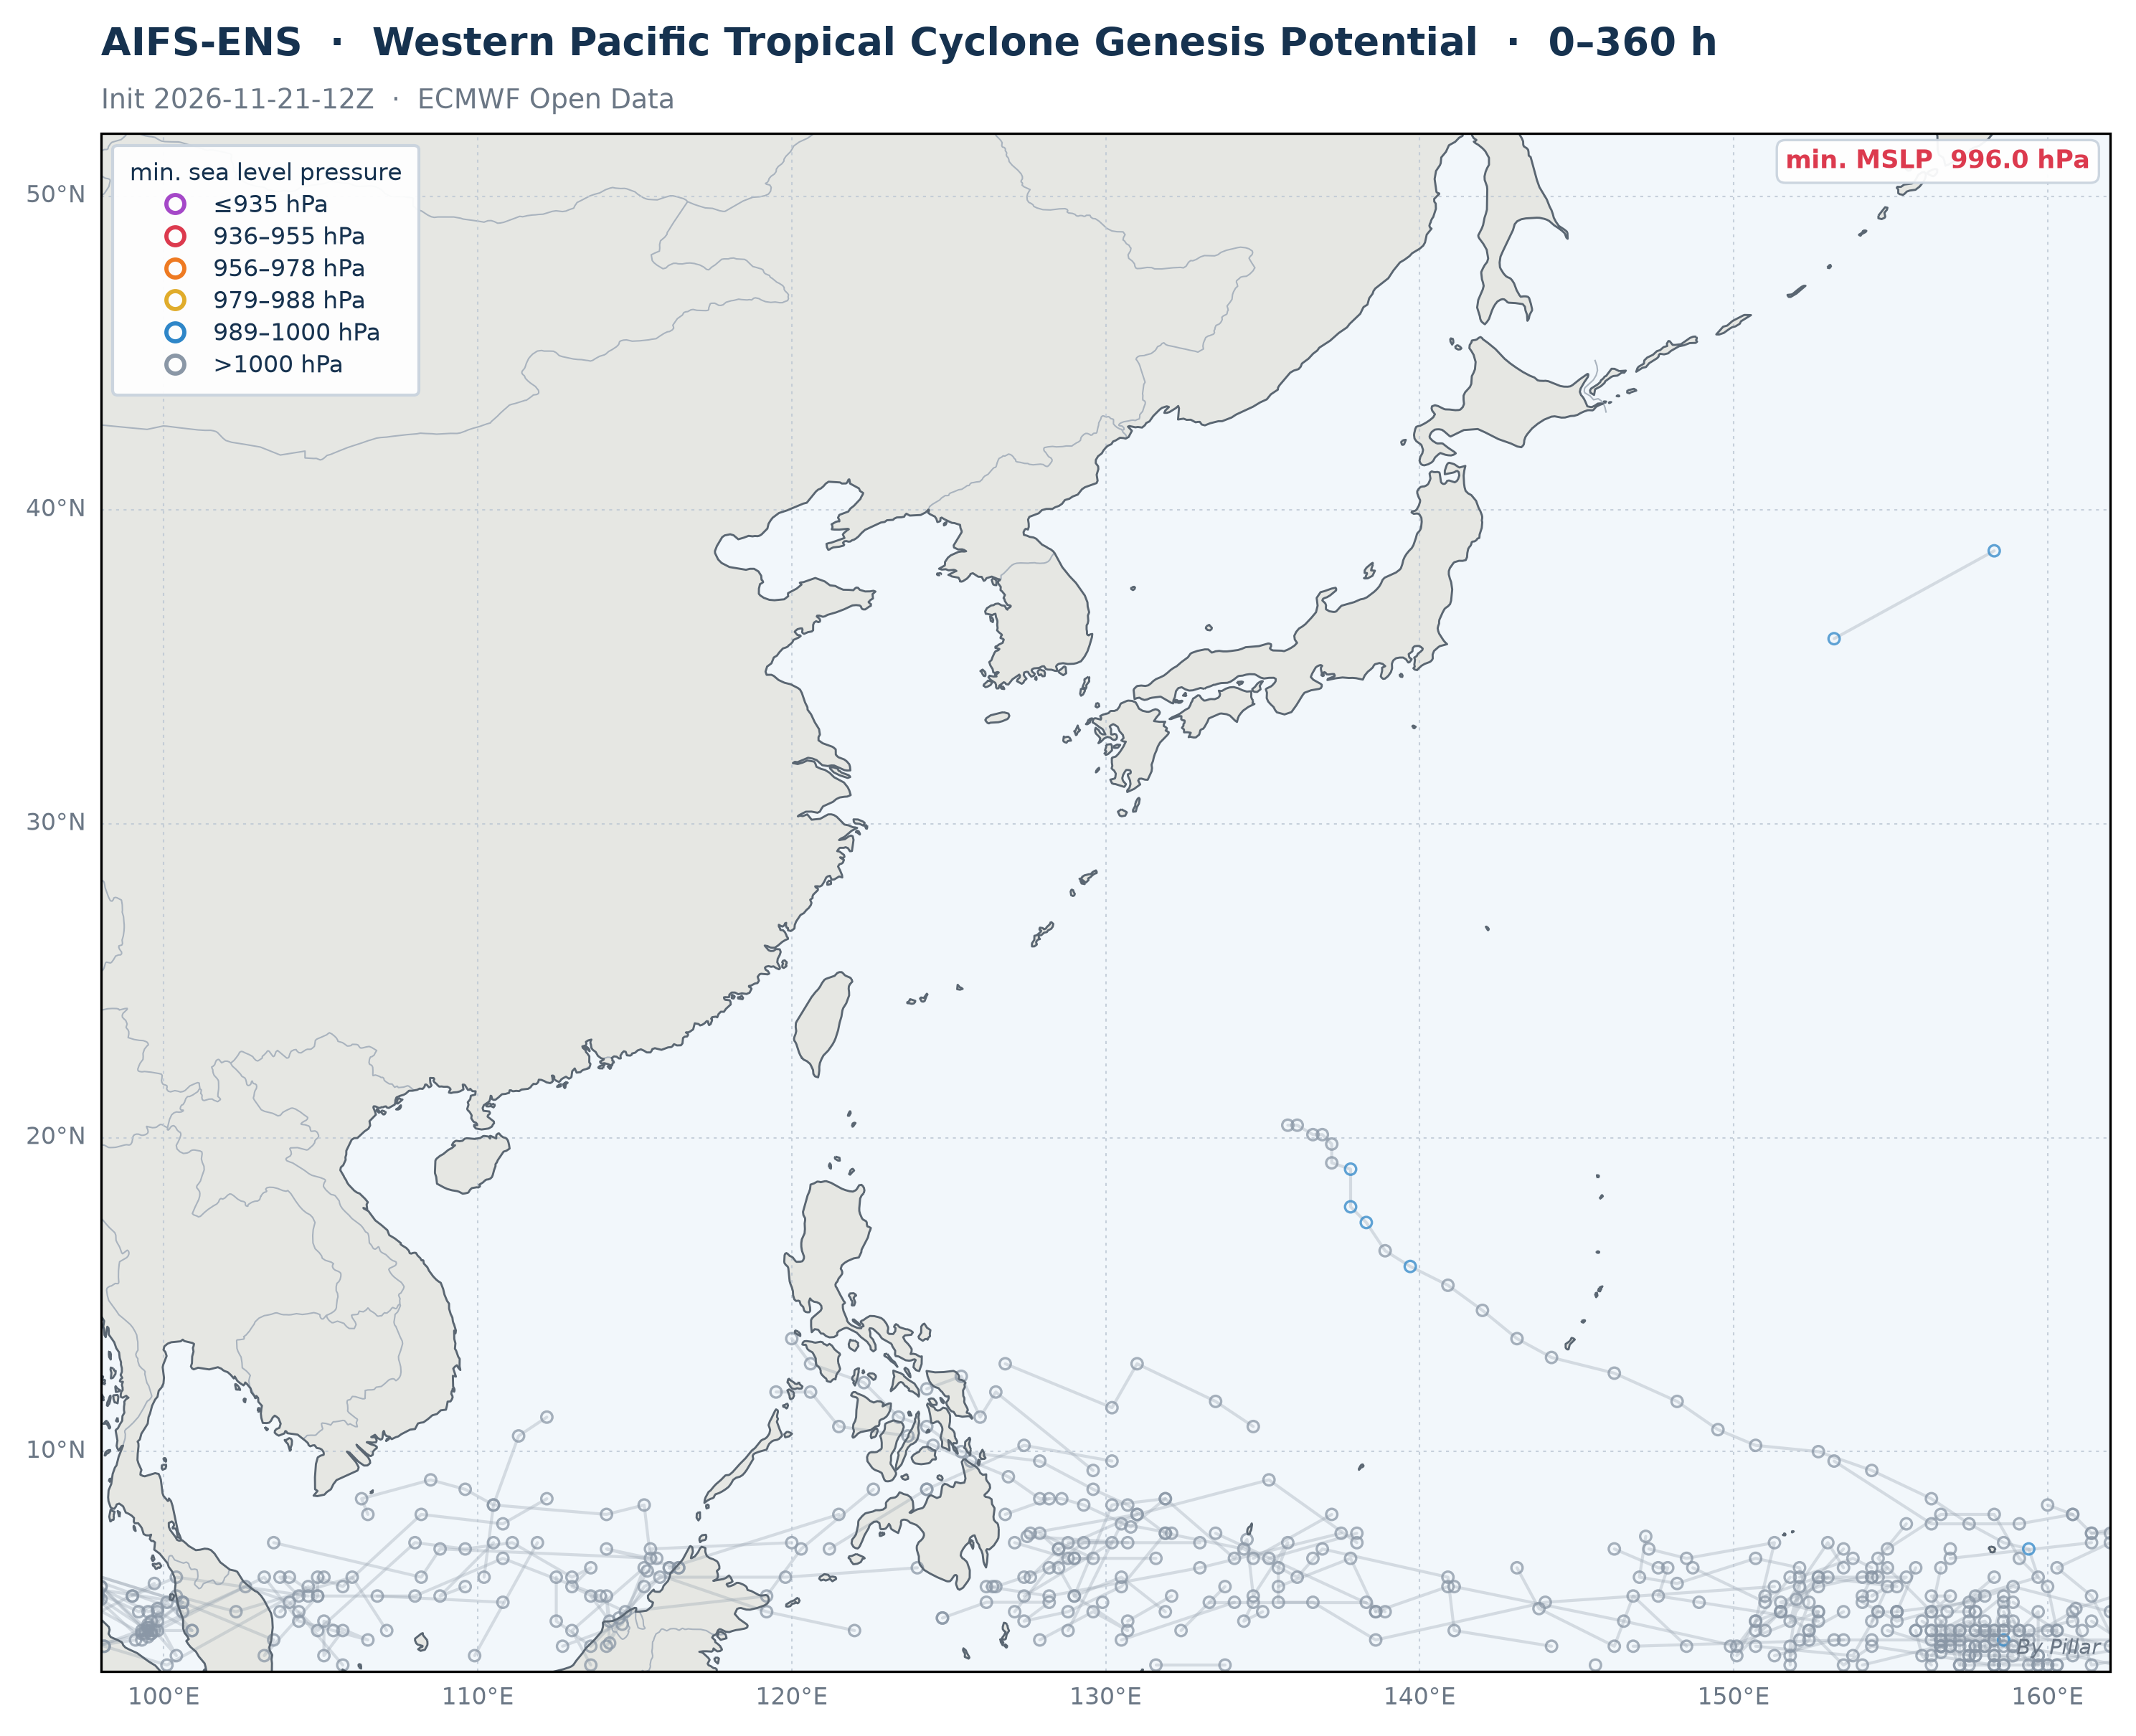 AIFS-ENS · Western Pacific Tropical Cyclone Genesis Potential · 0–360 h
Init 2026-11-21-12Z · ECMWF Open Data
min. sea level pressure
≤935 hPa
936–955 hPa
956–978 hPa
979–988 hPa
989–1000 hPa
>1000 hPa
min. MSLP 996.0 hPa
50°N
40°N
30°N
20°N
10°N
By Pillar
100°E
110°E
120°E
130°E
140°E
150°E
160°E